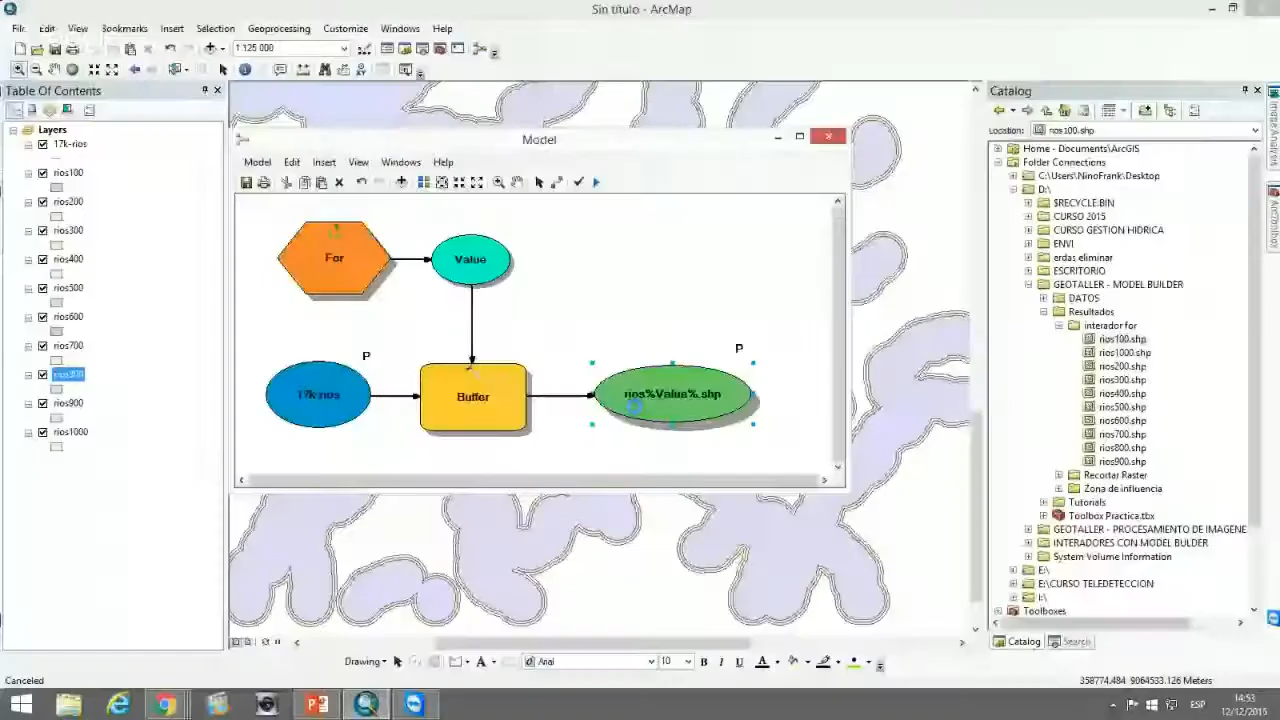 Sin título - ArcMap
File Edit View Bookmarks Insert Selection Geoprocessing Customize Windows Help
1:125 000
Table Of Contents
Layers
17k-rios
rios100
rios200
rios300
rios400
rios500
rios600
rios700
rios800
rios900
rios1000
Model
Model Edit Insert View Windows Help
For
Value
P
17k-rios
Buffer
P
rios%Value%.shp
Catalog
Location: rios100.shp
Home - Documents\ArcGIS
Folder Connections
C:\Users\NinoFrank\Desktop
D:\
$RECYCLE.BIN
CURSO 2015
CURSO GESTION HIDRICA
ENVI
erdas eliminar
ESCRITORIO
GEOTALLER - MODEL BUILDER
DATOS
Resultados
interador for
rios100.shp
rios1000.shp
rios200.shp
rios300.shp
rios400.shp
rios500.shp
rios600.shp
rios700.shp
rios800.shp
rios900.shp
Recortar Raster
Zona de influencia
Tutorials
Toolbox Practica.tbx
GEOTALLER - PROCESAMIENTO DE IMAGENE
INTERADORES CON MODEL BULDER
System Volume Information
E:\
E:\CURSO TELEDETECCION
I:\
Toolboxes
Catalog Search
Image Analysis
ArcToolbox
Drawing
Arial 10 B I U A
Canceled
358774.484 9064533.126 Meters
ESP
14:53
12/12/2015